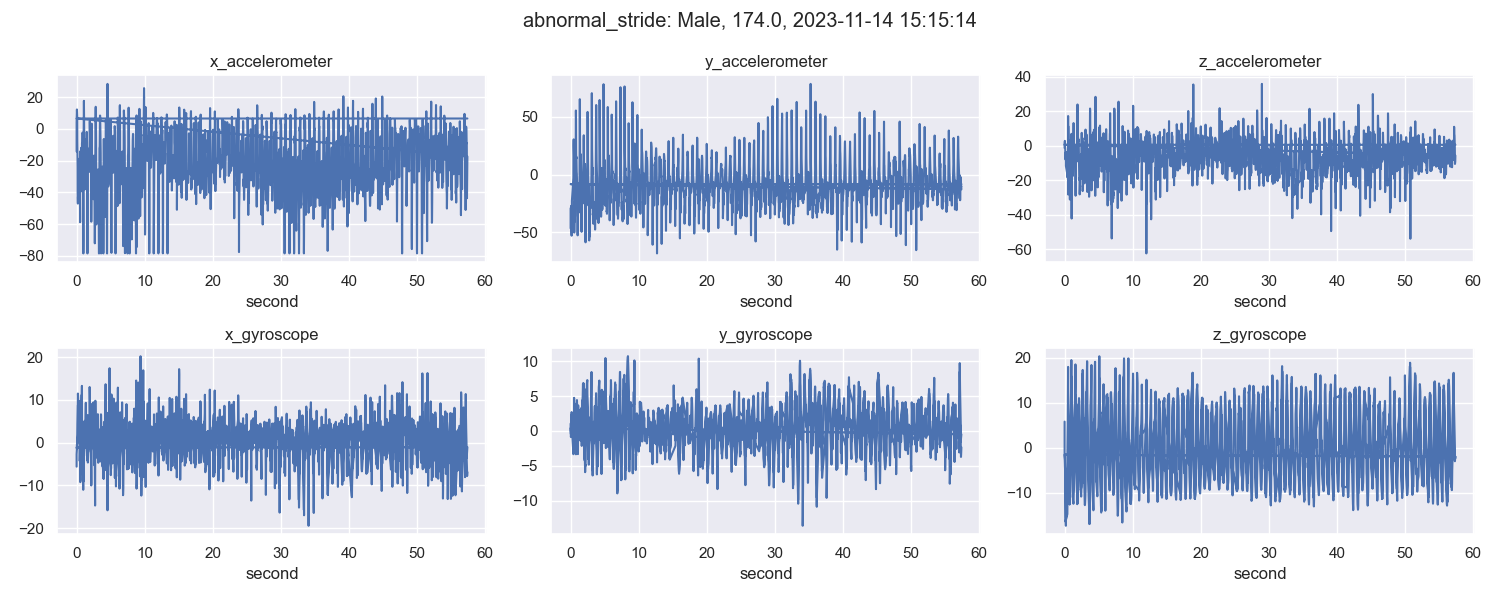 abnormal_stride: Male, 174.0, 2023-11-14 15:15:14
x_accelerometer
y_accelerometer
z_accelerometer
20
0
−20
−40
−60
−80
50
0
−50
40
20
0
−20
−40
−60
0 10 20 30 40 50 60
0 10 20 30 40 50 60
0 10 20 30 40 50 60
second
second
second
x_gyroscope
y_gyroscope
z_gyroscope
20
10
0
−10
−20
10
5
0
−5
−10
20
10
0
−10
0 10 20 30 40 50 60
0 10 20 30 40 50 60
0 10 20 30 40 50 60
second
second
second